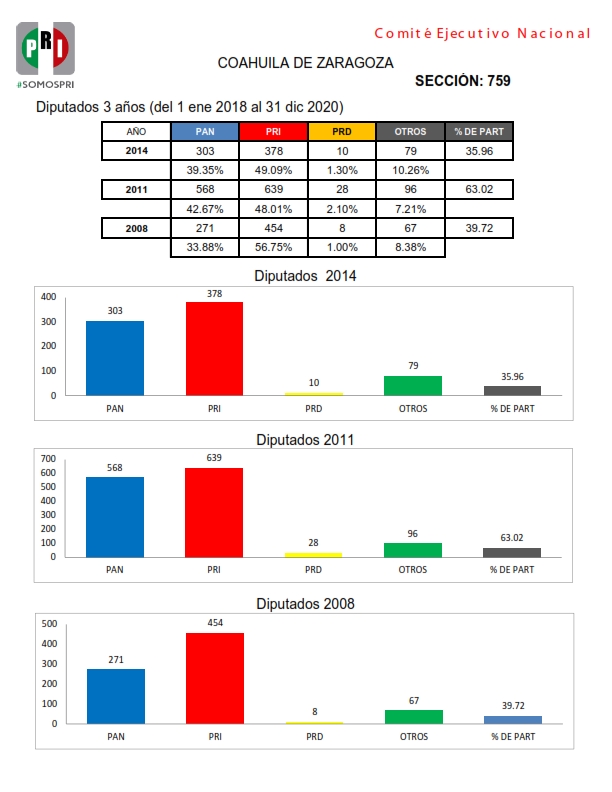 Comité Ejecutivo Nacional
PRI
#SOMOSPRI
COAHUILA DE ZARAGOZA
SECCIÓN: 759
Diputados 3 años (del 1 ene 2018 al 31 dic 2020)
AÑO PAN PRI PRD OTROS % DE PART
2014 303 378 10 79 35.96
39.35% 49.09% 1.30% 10.26%
2011 568 639 28 96 63.02
42.67% 48.01% 2.10% 7.21%
2008 271 454 8 67 39.72
33.88% 56.75% 1.00% 8.38%
Diputados 2014
400
300
200
100
0
303 378 10 79 35.96
PAN PRI PRD OTROS % DE PART
Diputados 2011
700
600
500
400
300
200
100
0
568 639 28 96 63.02
PAN PRI PRD OTROS % DE PART
Diputados 2008
500
400
300
200
100
0
271 454 8 67 39.72
PAN PRI PRD OTROS % DE PART